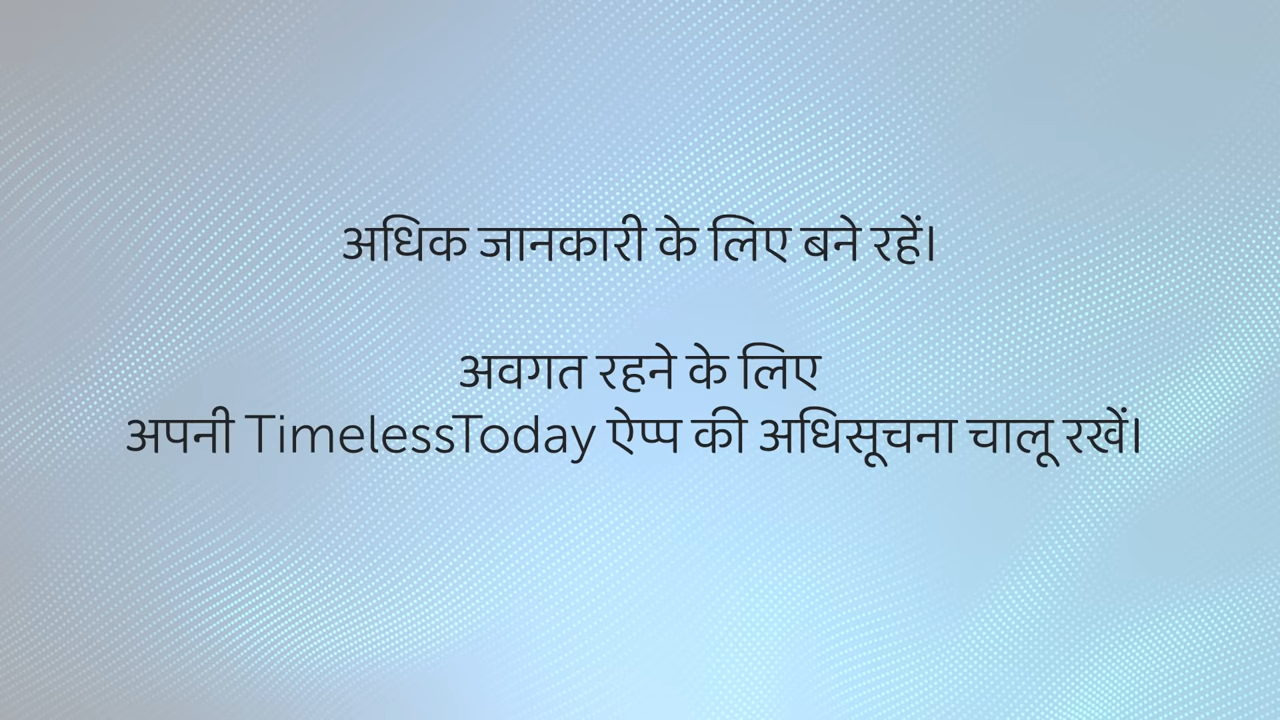 अधिक जानकारी के लिए बने रहें।
अवगत रहने के लिए
अपनी TimelessToday ऐप्प की अधिसूचना चालू रखें।